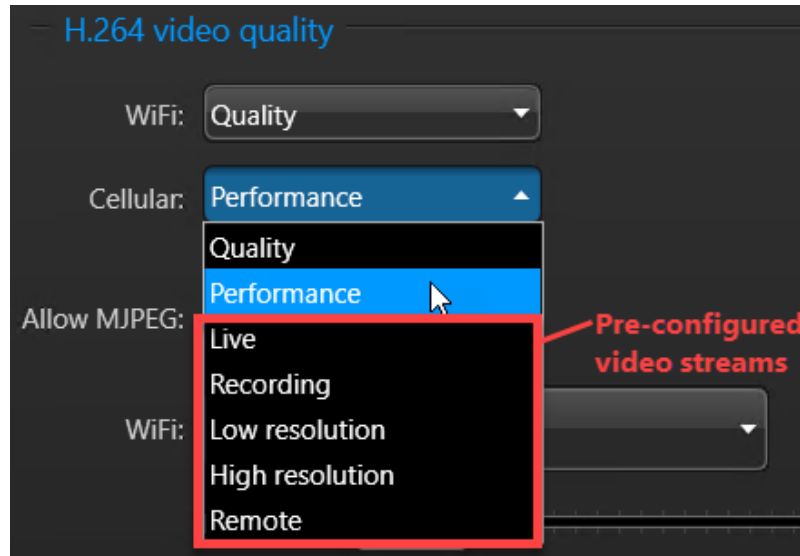 H.264 video quality
WiFi: Quality
Cellular: Performance
Quality
Performance
Allow MJPEG:
Live
Pre-configured
video streams
Recording
WiFi: Low resolution
High resolution
Remote